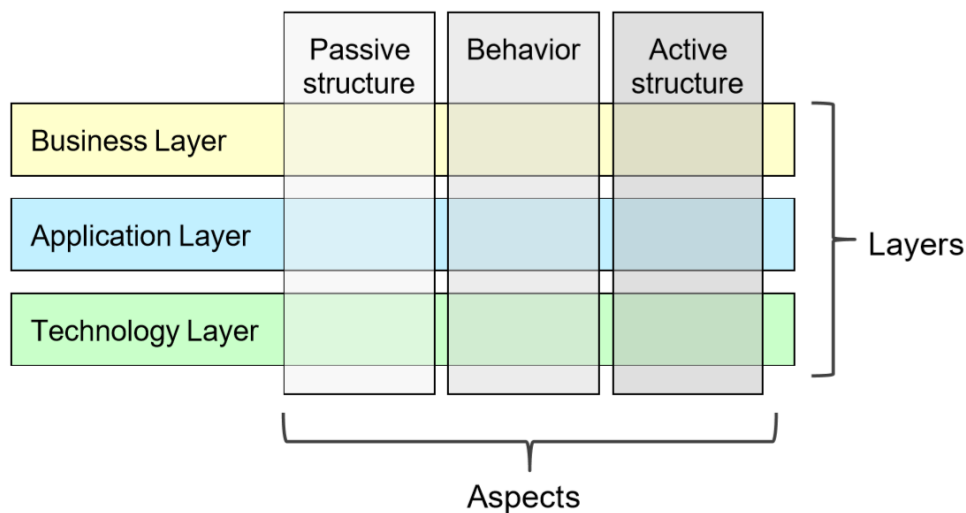 Passive
structure
Behavior
Active
structure
Business Layer
Application Layer
Technology Layer
Layers
Aspects